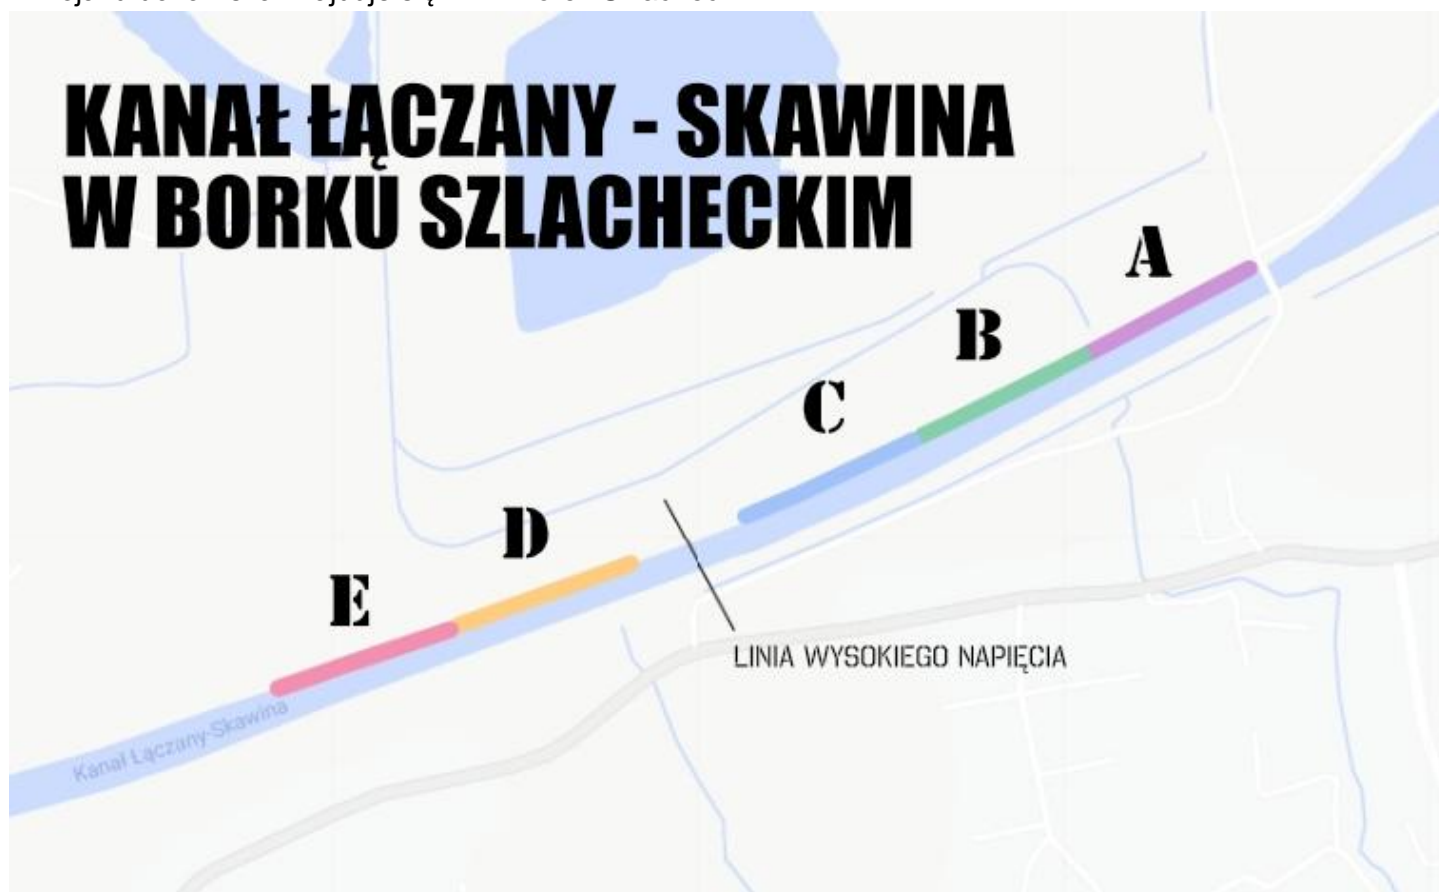 KANAŁ ŁĄCZANY - SKAWINA
W BORKU SZLACHECKIM
A
B
C
D
E
LINIA WYSOKIEGO NAPIĘCIA
Kanał Łączany-Skawina